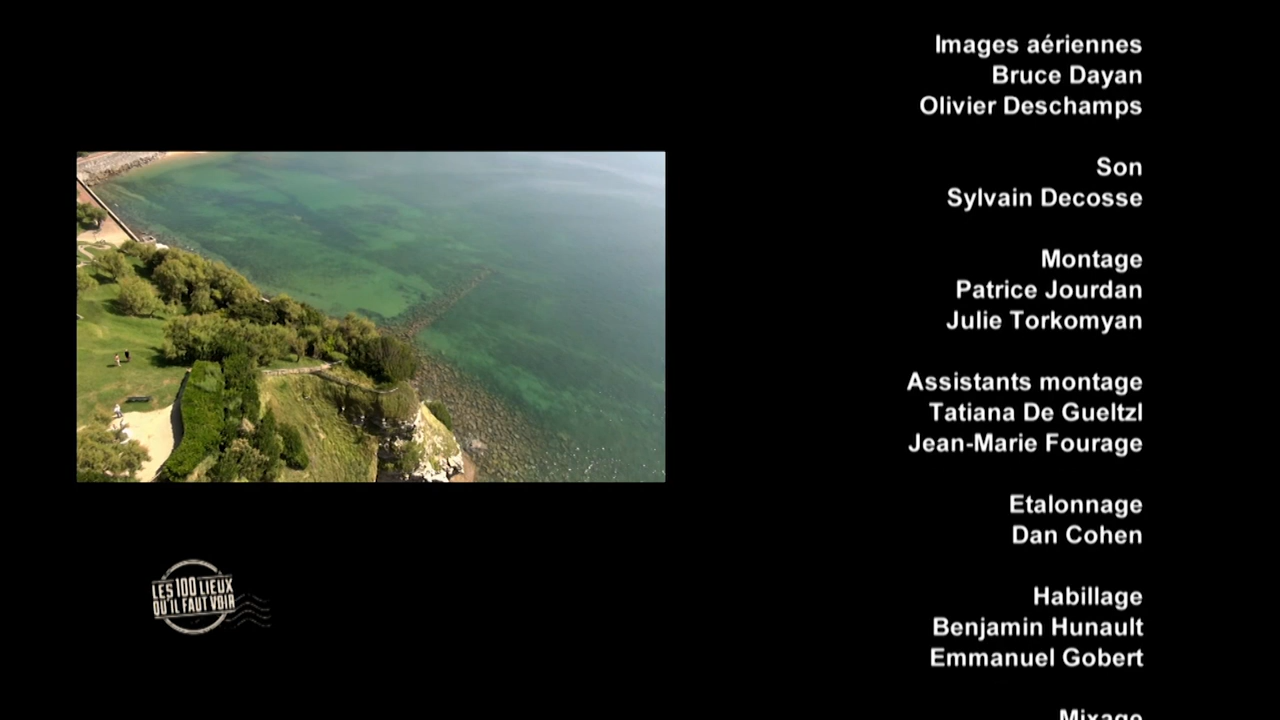 Images aériennes
Bruce Dayan
Olivier Deschamps
Son
Sylvain Decosse
Montage
Patrice Jourdan
Julie Torkomyan
Assistants montage
Tatiana De Gueltzl
Jean-Marie Fourage
Etalonnage
Dan Cohen
Habillage
Benjamin Hunault
Emmanuel Gobert
Mixage
LES 100 LIEUX
QU'IL FAUT VOIR